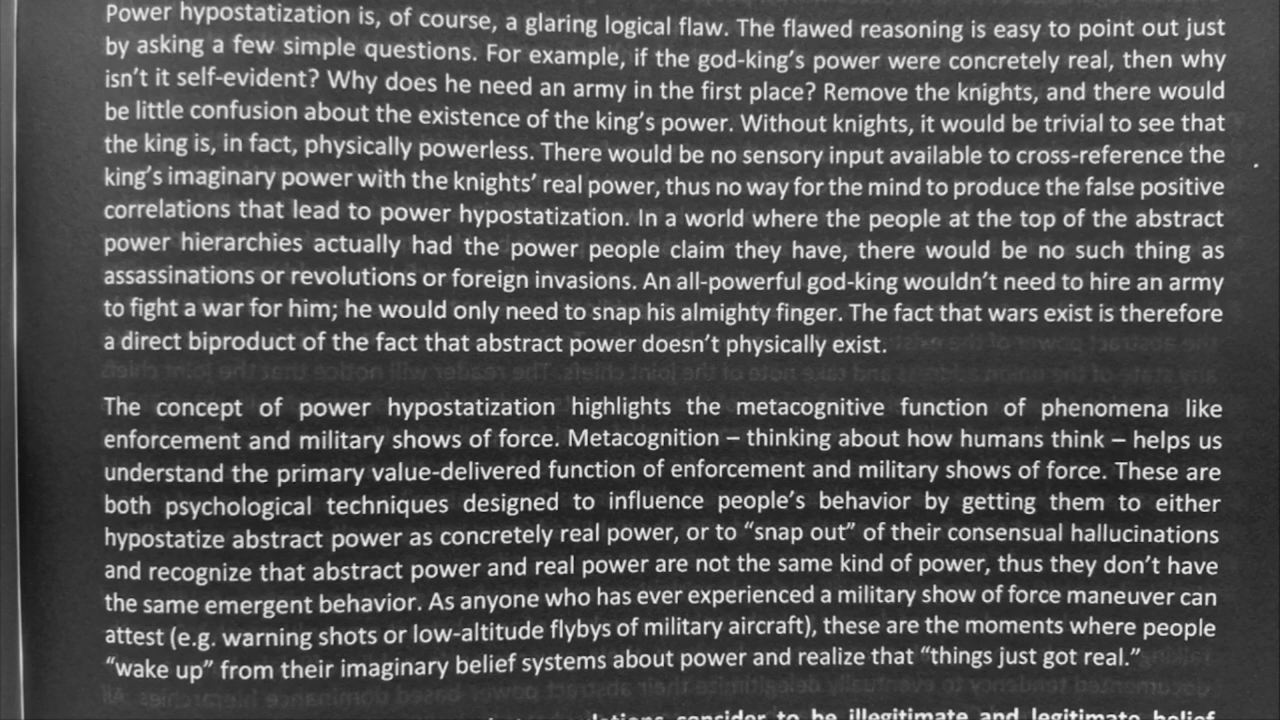 Power hypostatization is, of course, a glaring logical flaw. The flawed reasoning is easy to point out just
by asking a few simple questions. For example, if the god-king's power were concretely real, then why
isn't it self-evident? Why does he need an army in the first place? Remove the knights, and there would
be little confusion about the existence of the king's power. Without knights, it would be trivial to see that
the king is, in fact, physically powerless. There would be no sensory input available to cross-reference the
king's imaginary power with the knights' real power, thus no way for the mind to produce the false positive
correlations that lead to power hypostatization. In a world where the people at the top of the abstract
power hierarchies actually had the power people claim they have, there would be no such thing as
assassinations or revolutions or foreign invasions. An all-powerful god-king wouldn't need to hire an army
to fight a war for him; he would only need to snap his almighty finger. The fact that wars exist is therefore
a direct biproduct of the fact that abstract power doesn't physically exist.
The concept of power hypostatization highlights the metacognitive function of phenomena like
enforcement and military shows of force. Metacognition – thinking about how humans think – helps us
understand the primary value-delivered function of enforcement and military shows of force. These are
both psychological techniques designed to influence people's behavior by getting them to either
hypostatize abstract power as concretely real power, or to "snap out" of their consensual hallucinations
and recognize that abstract power and real power are not the same kind of power, thus they don't have
the same emergent behavior. As anyone who has ever experienced a military show of force maneuver can
attest (e.g. warning shots or low-altitude flybys of military aircraft), these are the moments where people
"wake up" from their imaginary belief systems about power and realize that "things just got real."
consider to be illegitimate and legitimate belief